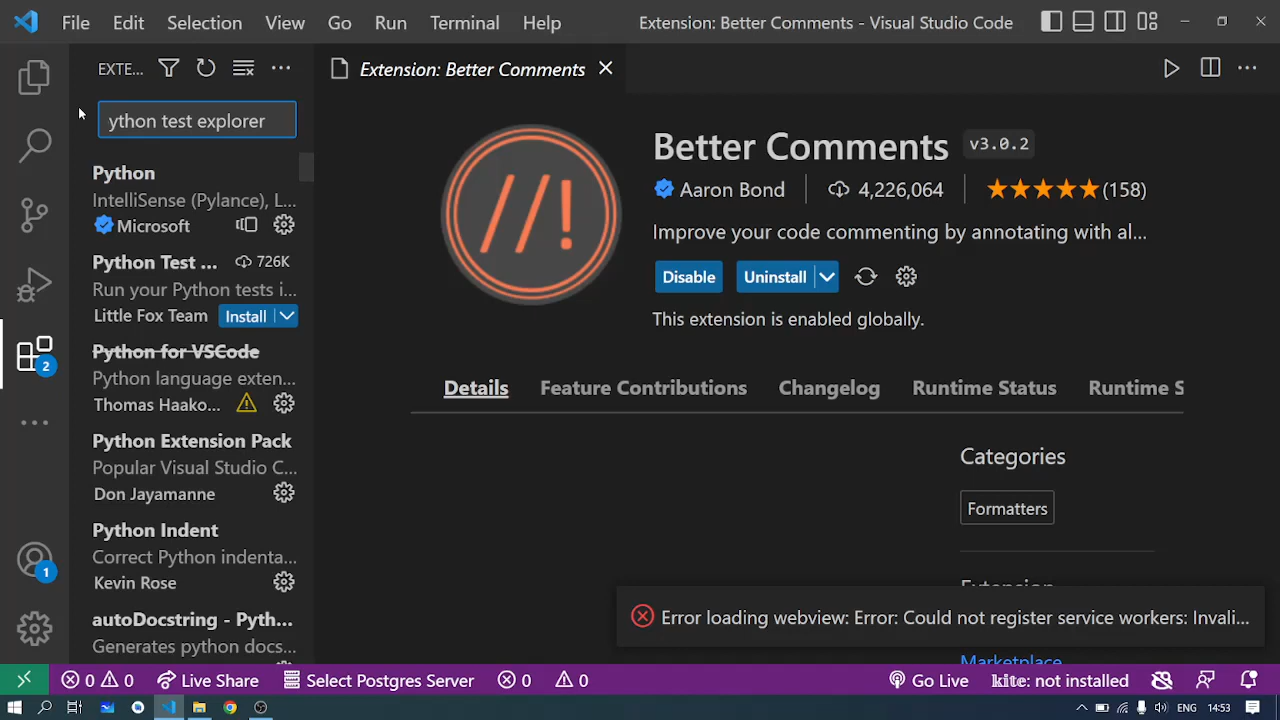 File Edit Selection View Go Run Terminal Help Extension: Better Comments - Visual Studio Code
EXTE...
ython test explorer
Python
IntelliSense (Pylance), L...
Microsoft
Python Test ... 726K
Run your Python tests i...
Little Fox Team Install
Python for VSCode
Python language exten...
Thomas Haako...
Python Extension Pack
Popular Visual Studio C...
Don Jayamanne
Python Indent
Correct Python indenta...
Kevin Rose
autoDocstring - Pyth...
Generates python docs...
Extension: Better Comments
//!
Better Comments v3.0.2
Aaron Bond 4,226,064 (158)
Improve your code commenting by annotating with al...
Disable Uninstall
This extension is enabled globally.
Details Feature Contributions Changelog Runtime Status Runtime S
Categories
Formatters
Extension
Error loading webview: Error: Could not register service workers: Invali...
Marketplace
2
1
0 0 Live Share Select Postgres Server 0 0 Go Live kite: not installed
ENG 14:53